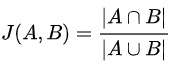 J(A, B) = |A ∩ B| / |A ∪ B|